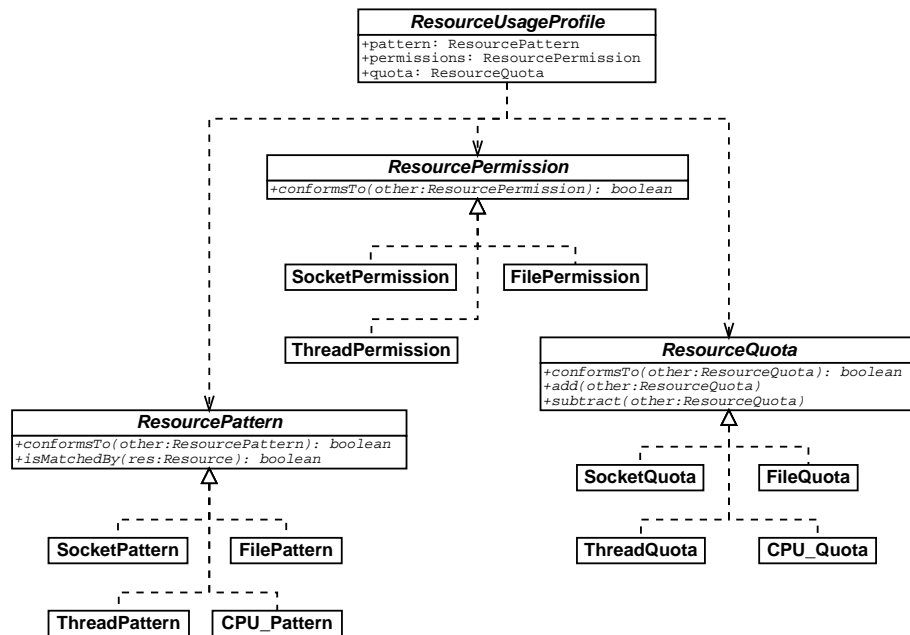 ResourceUsageProfile
+pattern: ResourcePattern
+permissions: ResourcePermission
+quota: ResourceQuota
ResourcePermission
+conformsTo(other:ResourcePermission): boolean
SocketPermission
FilePermission
ThreadPermission
ResourceQuota
+conformsTo(other:ResourceQuota): boolean
+add(other:ResourceQuota)
+subtract(other:ResourceQuota)
ResourcePattern
+conformsTo(other:ResourcePattern): boolean
+isMatchedBy(res:Resource): boolean
SocketQuota
FileQuota
ThreadQuota
CPU_Quota
SocketPattern
FilePattern
ThreadPattern
CPU_Pattern